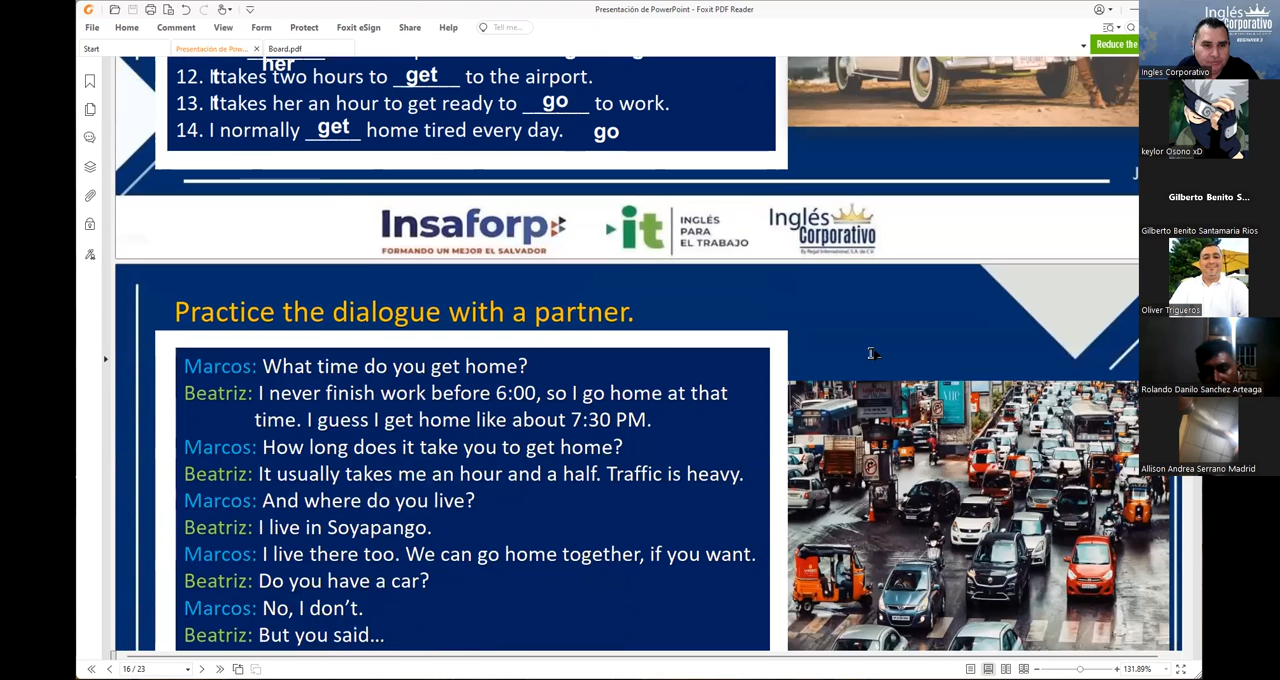 Presentación de PowerPoint - Foxit PDF Reader
File Home Comment View Form Protect Foxit eSign Share Help Tell me...
Start Presentación de Pow... × Board.pdf
Reduce the
her
12. It takes two hours to get to the airport.
13. It takes her an hour to get ready to go to work.
14. I normally get home tired every day. go
Insaforp
FORMANDO UN MEJOR EL SALVADOR
it INGLÉS PARA EL TRABAJO
Inglés Corporativo
By Regal International, S.A. de C.V.
Practice the dialogue with a partner.
Marcos: What time do you get home?
Beatriz: I never finish work before 6:00, so I go home at that
time. I guess I get home like about 7:30 PM.
Marcos: How long does it take you to get home?
Beatriz: It usually takes me an hour and a half. Traffic is heavy.
Marcos: And where do you live?
Beatriz: I live in Soyapango.
Marcos: I live there too. We can go home together, if you want.
Beatriz: Do you have a car?
Marcos: No, I don't.
Beatriz: But you said...
16 / 23
131.89%
Inglés Corporativo
BEGINNER 3
Ingles Corporativo
keylor Osono xD
Gilberto Benito S...
Gilberto Benito Santamaria Rios
Oliver Trigueros
Rolando Danilo Sanchez Arteaga
Allison Andrea Serrano Madrid